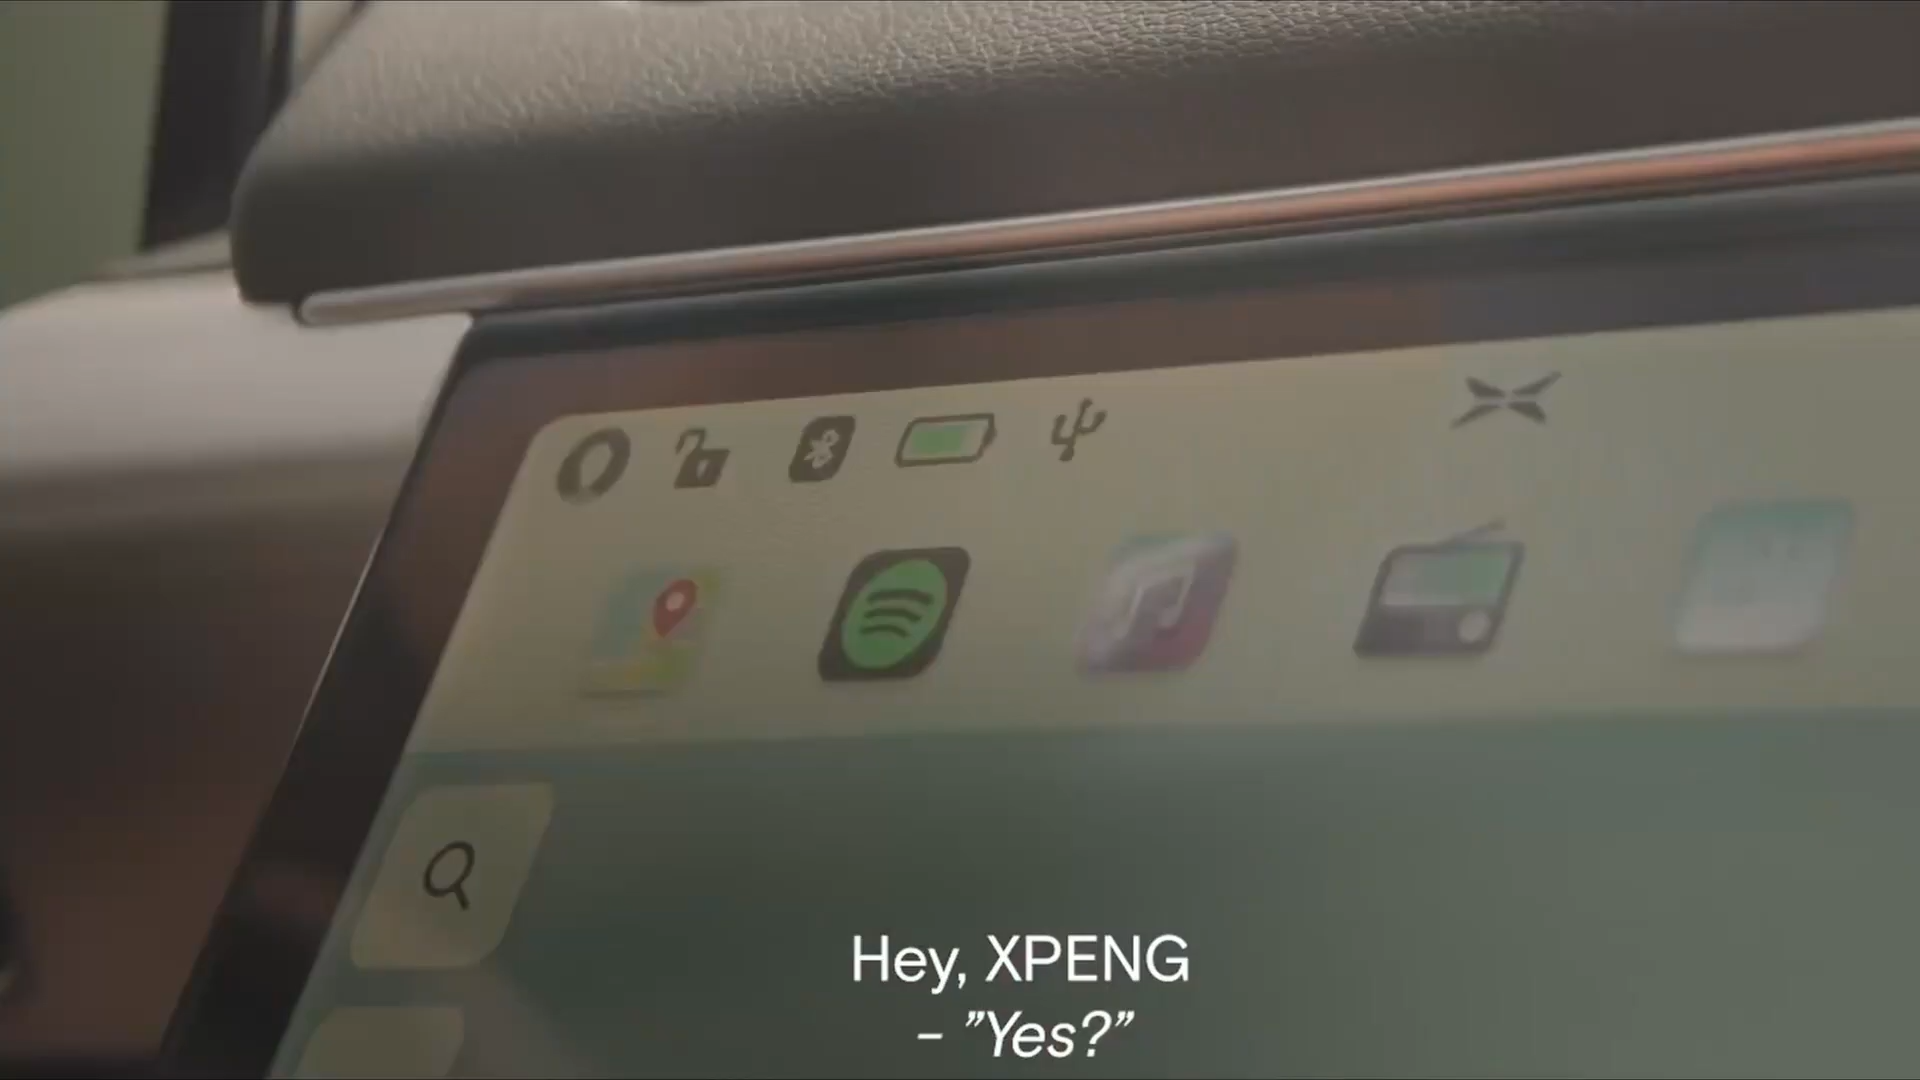 Hey, XPENG
– ”Yes?”